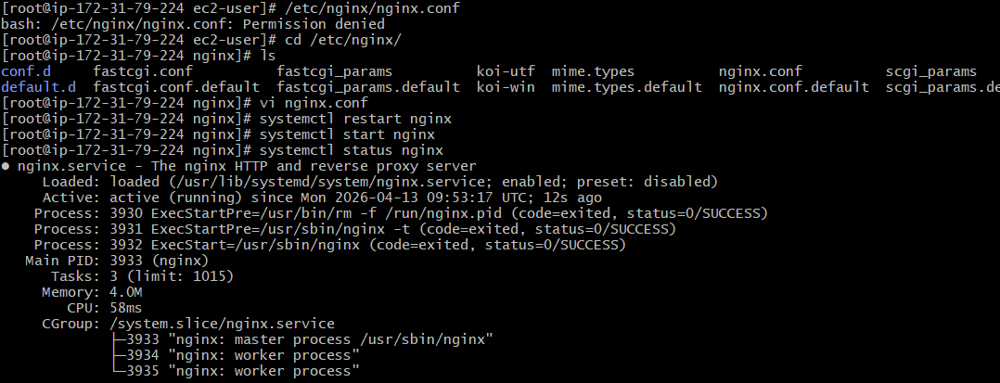 [root@ip-172-31-79-224 ec2-user]# /etc/nginx/nginx.conf
bash: /etc/nginx/nginx.conf: Permission denied
[root@ip-172-31-79-224 ec2-user]# cd /etc/nginx/
[root@ip-172-31-79-224 nginx]# ls
conf.d     fastcgi.conf          fastcgi_params          koi-utf  mime.types          nginx.conf          scgi_params
default.d  fastcgi.conf.default  fastcgi_params.default  koi-win  mime.types.default  nginx.conf.default  scgi_params.de
[root@ip-172-31-79-224 nginx]# vi nginx.conf
[root@ip-172-31-79-224 nginx]# systemctl restart nginx
[root@ip-172-31-79-224 nginx]# systemctl start nginx
[root@ip-172-31-79-224 nginx]# systemctl status nginx
● nginx.service - The nginx HTTP and reverse proxy server
     Loaded: loaded (/usr/lib/systemd/system/nginx.service; enabled; preset: disabled)
     Active: active (running) since Mon 2026-04-13 09:53:17 UTC; 12s ago
    Process: 3930 ExecStartPre=/usr/bin/rm -f /run/nginx.pid (code=exited, status=0/SUCCESS)
    Process: 3931 ExecStartPre=/usr/sbin/nginx -t (code=exited, status=0/SUCCESS)
    Process: 3932 ExecStart=/usr/sbin/nginx (code=exited, status=0/SUCCESS)
   Main PID: 3933 (nginx)
      Tasks: 3 (limit: 1015)
     Memory: 4.0M
        CPU: 58ms
     CGroup: /system.slice/nginx.service
             ├─3933 "nginx: master process /usr/sbin/nginx"
             ├─3934 "nginx: worker process"
             └─3935 "nginx: worker process"